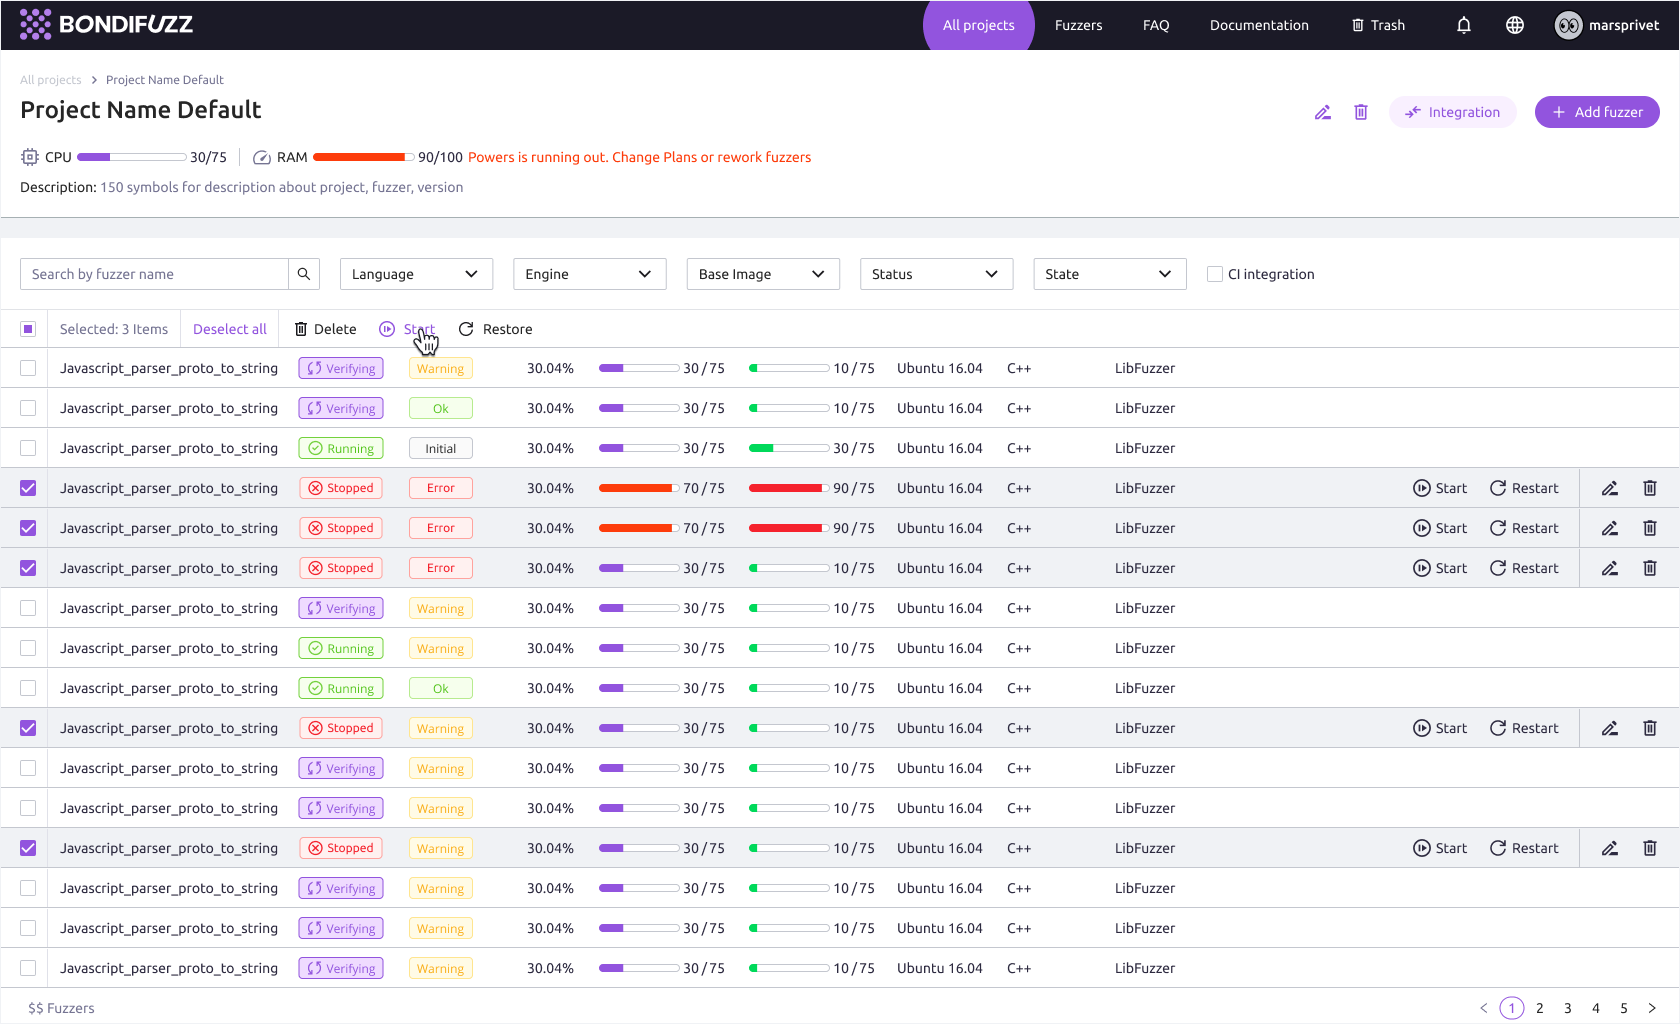 BONDIFUZZ All projects Fuzzers FAQ Documentation Trash marsprivet
All projects > Project Name Default
Project Name Default
Integration + Add fuzzer
CPU 30/75 RAM 90/100 Powers is running out. Change Plans or rework fuzzers
Description: 150 symbols for description about project, fuzzer, version
Search by fuzzer name Language Engine Base Image Status State CI integration
Selected: 3 Items Deselect all Delete Start Restore
Javascript_parser_proto_to_string Verifying Warning 30.04% 30/75 10/75 Ubuntu 16.04 C++ LibFuzzer
Javascript_parser_proto_to_string Verifying Ok 30.04% 30/75 10/75 Ubuntu 16.04 C++ LibFuzzer
Javascript_parser_proto_to_string Running Initial 30.04% 30/75 30/75 Ubuntu 16.04 C++ LibFuzzer
Javascript_parser_proto_to_string Stopped Error 30.04% 70/75 90/75 Ubuntu 16.04 C++ LibFuzzer Start Restart
Javascript_parser_proto_to_string Stopped Error 30.04% 70/75 90/75 Ubuntu 16.04 C++ LibFuzzer Start Restart
Javascript_parser_proto_to_string Stopped Error 30.04% 30/75 10/75 Ubuntu 16.04 C++ LibFuzzer Start Restart
Javascript_parser_proto_to_string Verifying Warning 30.04% 30/75 10/75 Ubuntu 16.04 C++ LibFuzzer
Javascript_parser_proto_to_string Running Warning 30.04% 30/75 10/75 Ubuntu 16.04 C++ LibFuzzer
Javascript_parser_proto_to_string Running Ok 30.04% 30/75 10/75 Ubuntu 16.04 C++ LibFuzzer
Javascript_parser_proto_to_string Stopped Warning 30.04% 30/75 10/75 Ubuntu 16.04 C++ LibFuzzer Start Restart
Javascript_parser_proto_to_string Verifying Warning 30.04% 30/75 10/75 Ubuntu 16.04 C++ LibFuzzer
Javascript_parser_proto_to_string Verifying Warning 30.04% 30/75 10/75 Ubuntu 16.04 C++ LibFuzzer
Javascript_parser_proto_to_string Stopped Warning 30.04% 30/75 10/75 Ubuntu 16.04 C++ LibFuzzer Start Restart
Javascript_parser_proto_to_string Verifying Warning 30.04% 30/75 10/75 Ubuntu 16.04 C++ LibFuzzer
Javascript_parser_proto_to_string Verifying Warning 30.04% 30/75 10/75 Ubuntu 16.04 C++ LibFuzzer
Javascript_parser_proto_to_string Verifying Warning 30.04% 30/75 10/75 Ubuntu 16.04 C++ LibFuzzer
$$ Fuzzers < 1 2 3 4 5 >